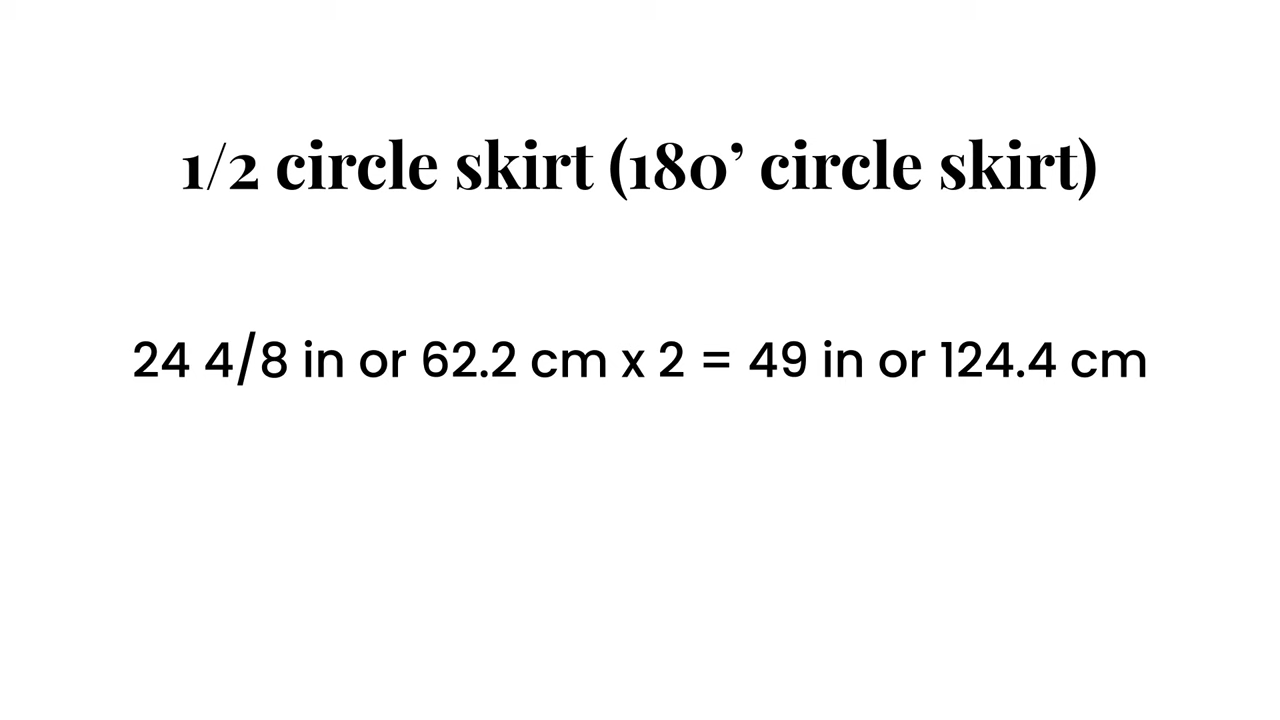 1/2 circle skirt (180’ circle skirt)
24 4/8 in or 62.2 cm x 2 = 49 in or 124.4 cm